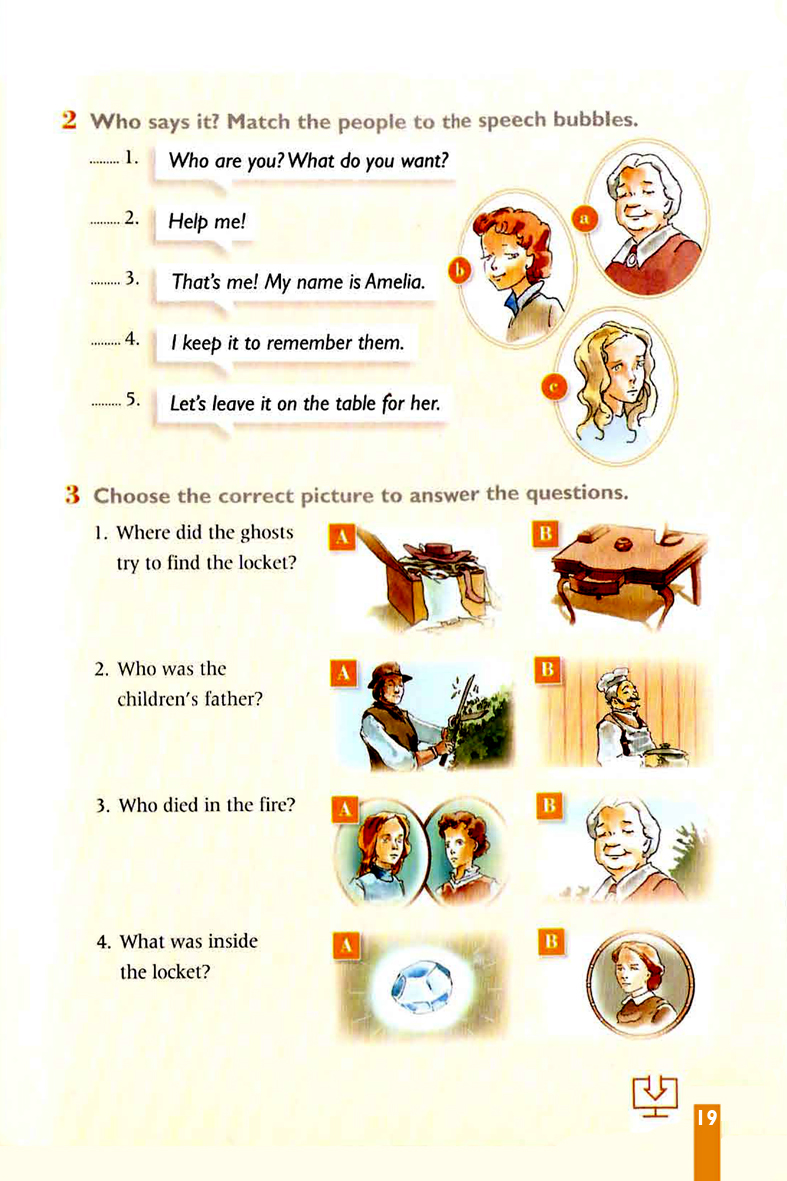 2 Who says it? Match the people to the speech bubbles.
......... 1. Who are you? What do you want?
......... 2. Help me!
......... 3. That's me! My name is Amelia.
......... 4. I keep it to remember them.
......... 5. Let's leave it on the table for her.
a
b
c
3 Choose the correct picture to answer the questions.
1. Where did the ghosts
try to find the locket?
A
B
2. Who was the
children's father?
A
B
3. Who died in the fire?
A
B
4. What was inside
the locket?
A
B
19